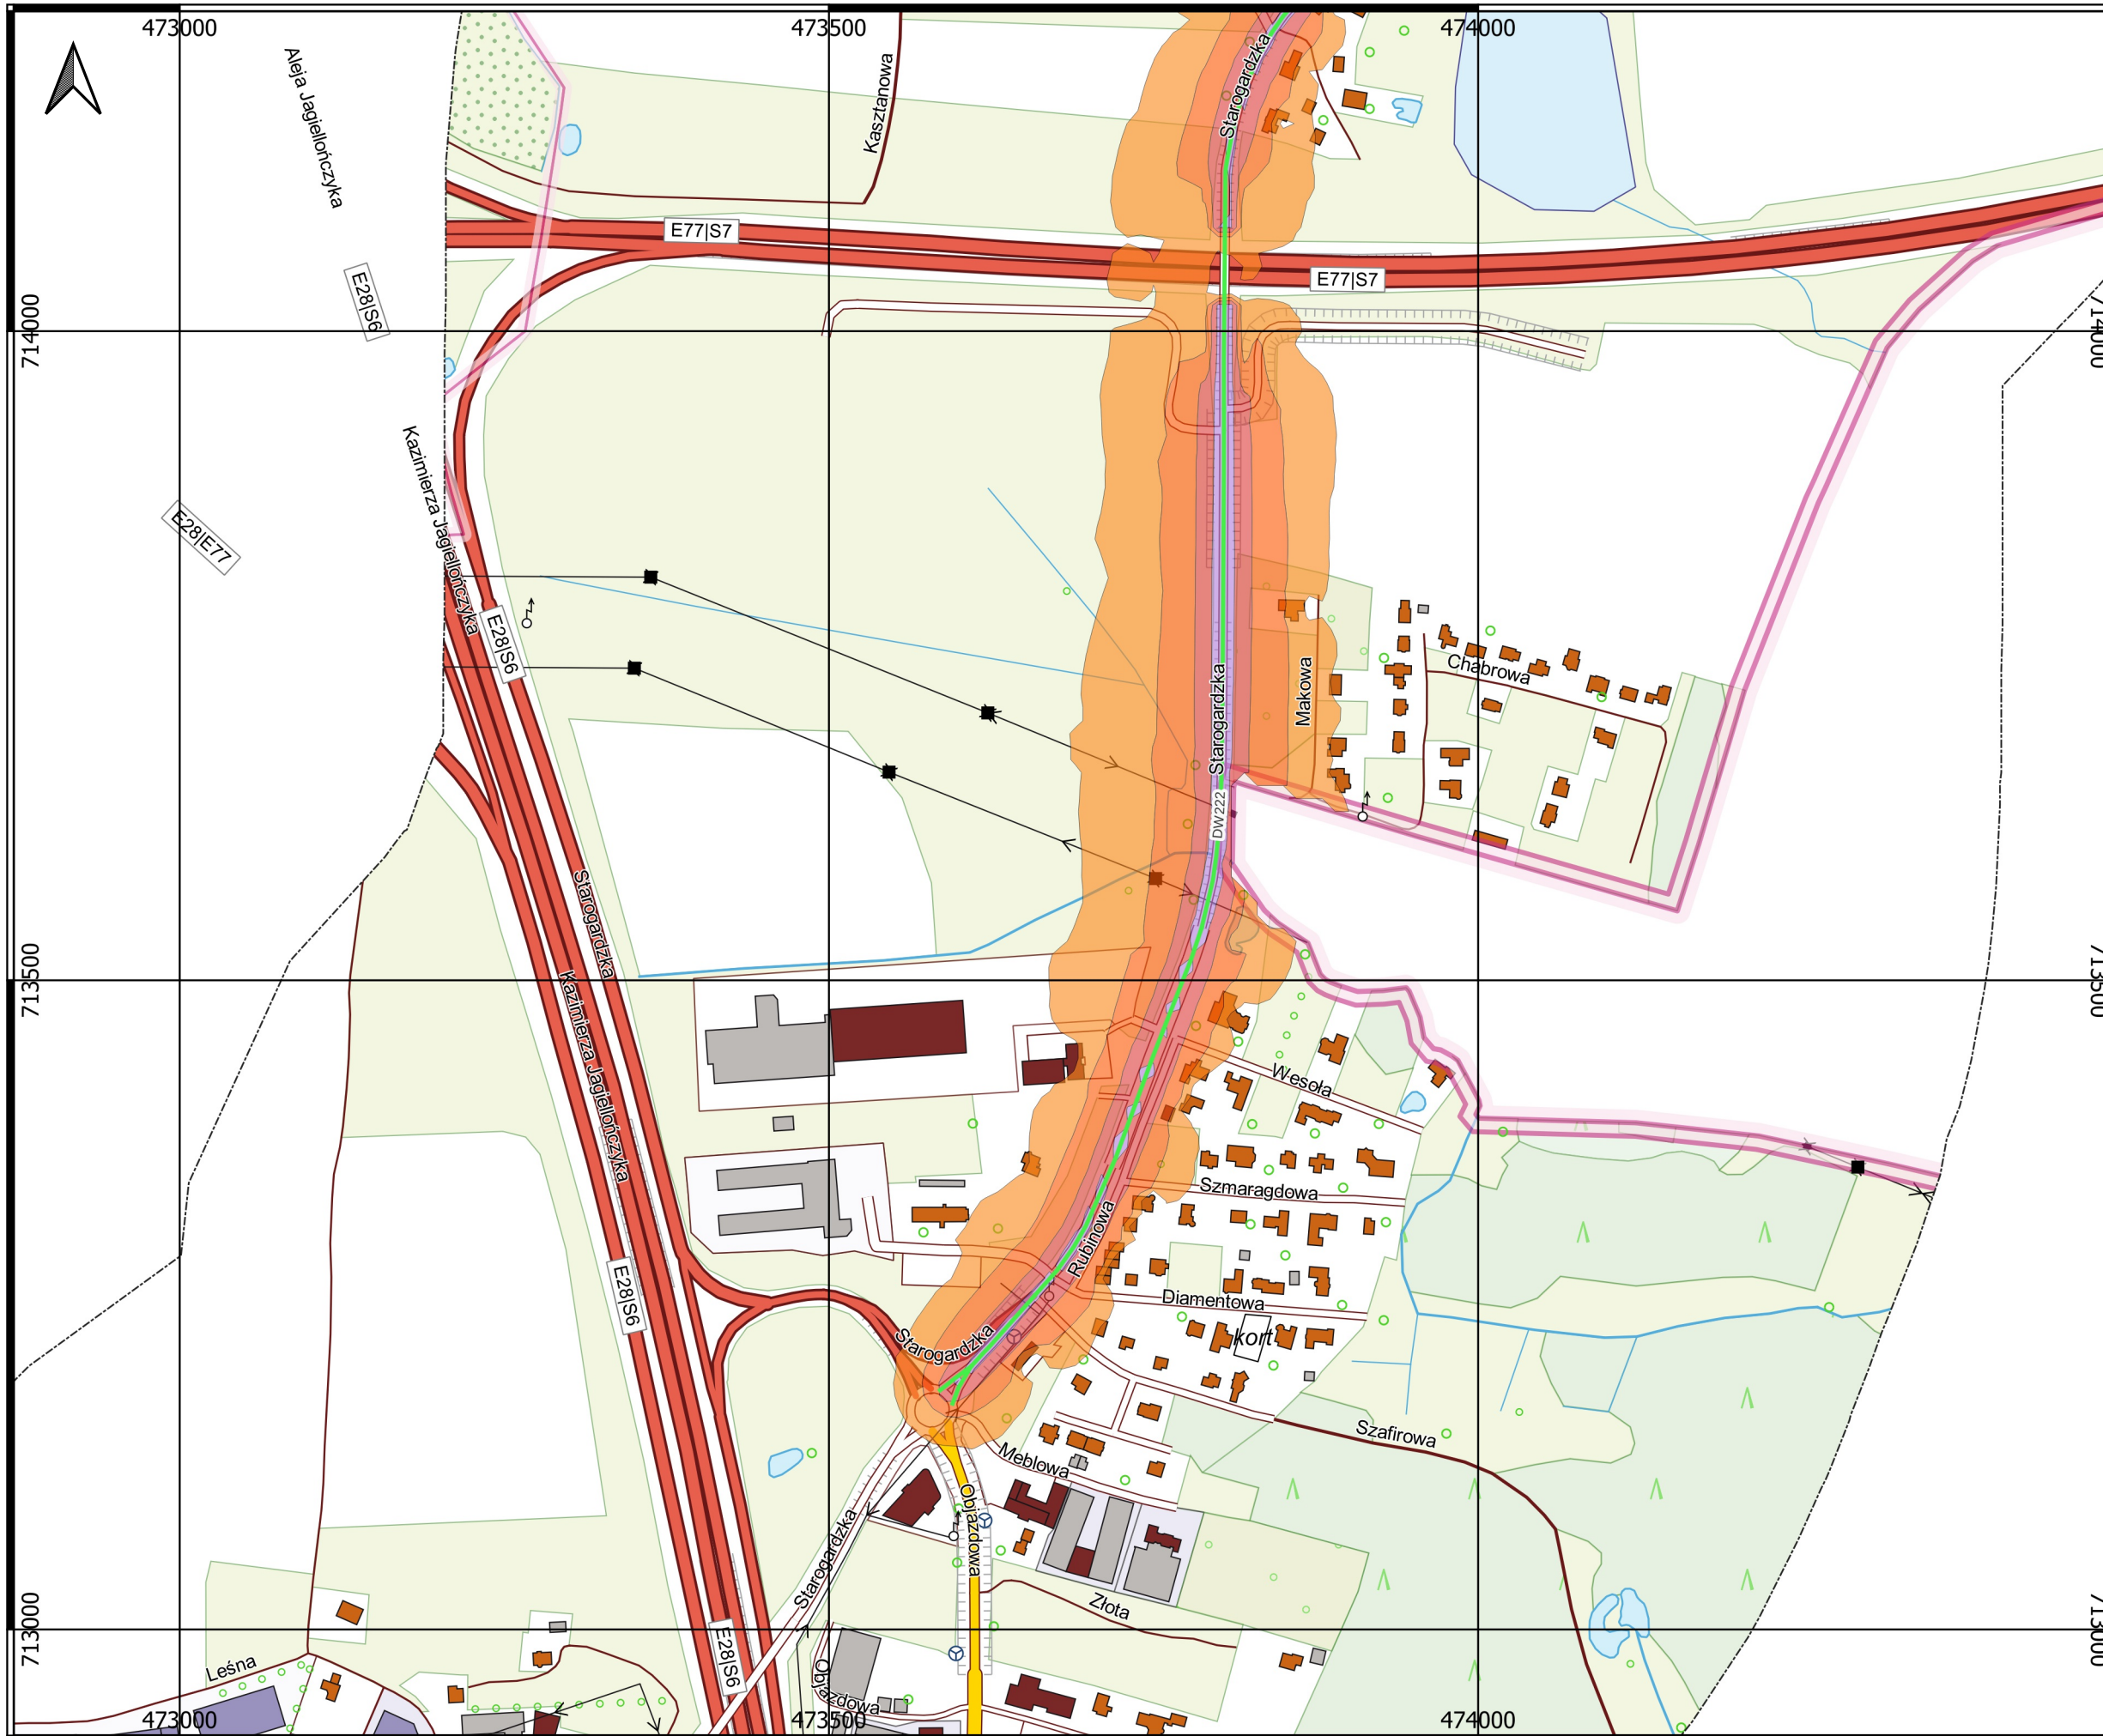 473000
473500
474000
Aleja Jagiellończyka
Kasztanowa
Starogardzka
E77|S7
E77|S7
E28|S6
714000
714000
Kazimierza Jagiellończyka
E28|E77
E28|S6
Starogardzka
Makowa
Chabrowa
DW222
Starogardzka
713500
713500
Kazimierza Jagiellończyka
Wesoła
Szmaragdowa
Rubinowa
E28|S6
Diamentowa
Starogardzka
kort
Szafirowa
Meblowa
Objazdowa
Starogardzka
Złota
713000
713000
Leśna
E28|S6
Objazdowa
473000
473500
474000